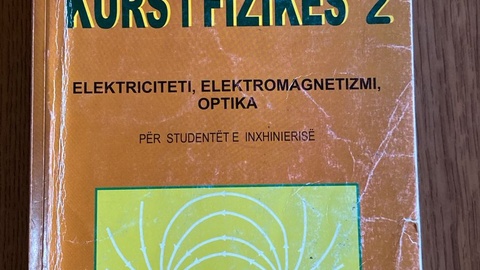 KURS I FIZIKËS 2
ELEKTRICITETI, ELEKTROMAGNETIZMI,
OPTIKA
PËR STUDENTËT E INXHINIERISË